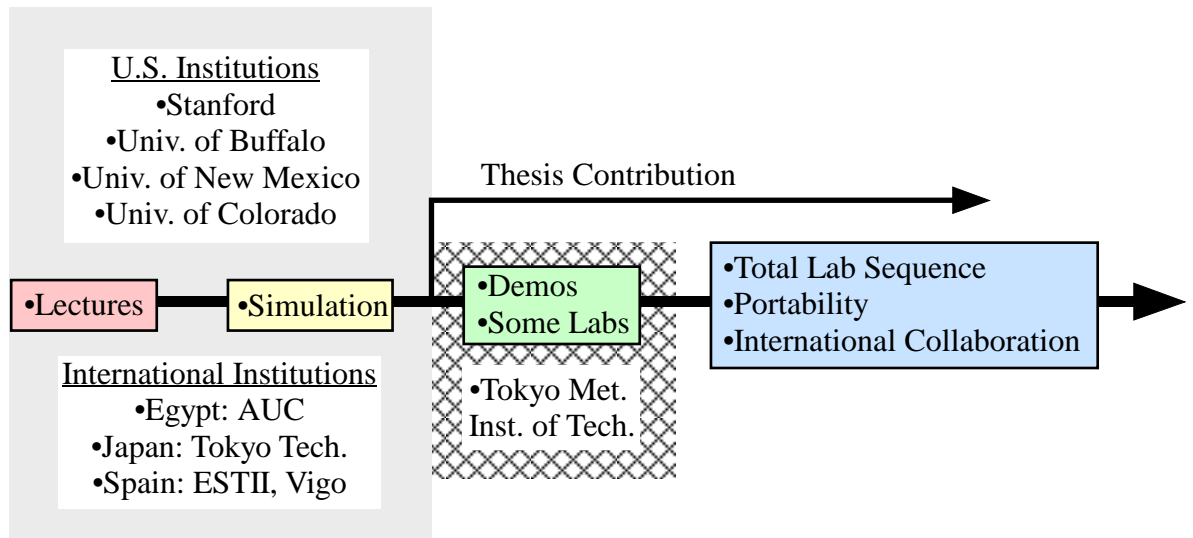 U.S. Institutions
•Stanford
•Univ. of Buffalo
•Univ. of New Mexico
•Univ. of Colorado
Thesis Contribution
•Lectures
•Simulation
•Demos
•Some Labs
•Total Lab Sequence
•Portability
•International Collaboration
International Institutions
•Egypt: AUC
•Japan: Tokyo Tech.
•Spain: ESTII, Vigo
•Tokyo Met.
Inst. of Tech.